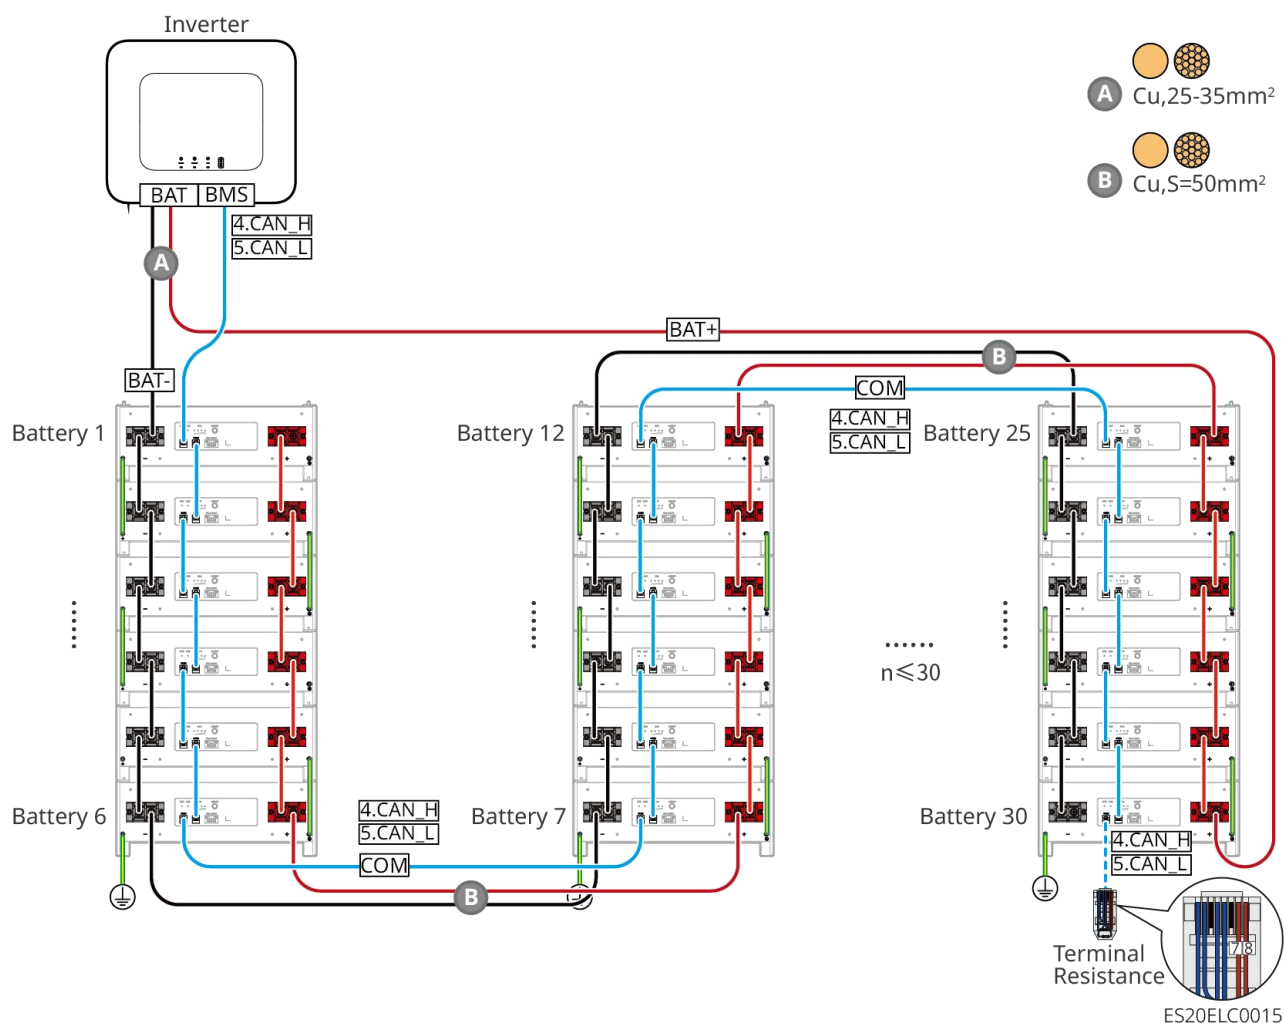 Inverter
BAT BMS
4.CAN_H
5.CAN_L
A
A Cu,25-35mm²
B Cu,S=50mm²
BAT+
BAT-
B
COM
4.CAN_H
5.CAN_L
Battery 1
Battery 12
Battery 25
n≤30
Battery 6
4.CAN_H
5.CAN_L
COM
Battery 7
Battery 30
4.CAN_H
5.CAN_L
B
7 8
Terminal
Resistance
ES20ELC0015